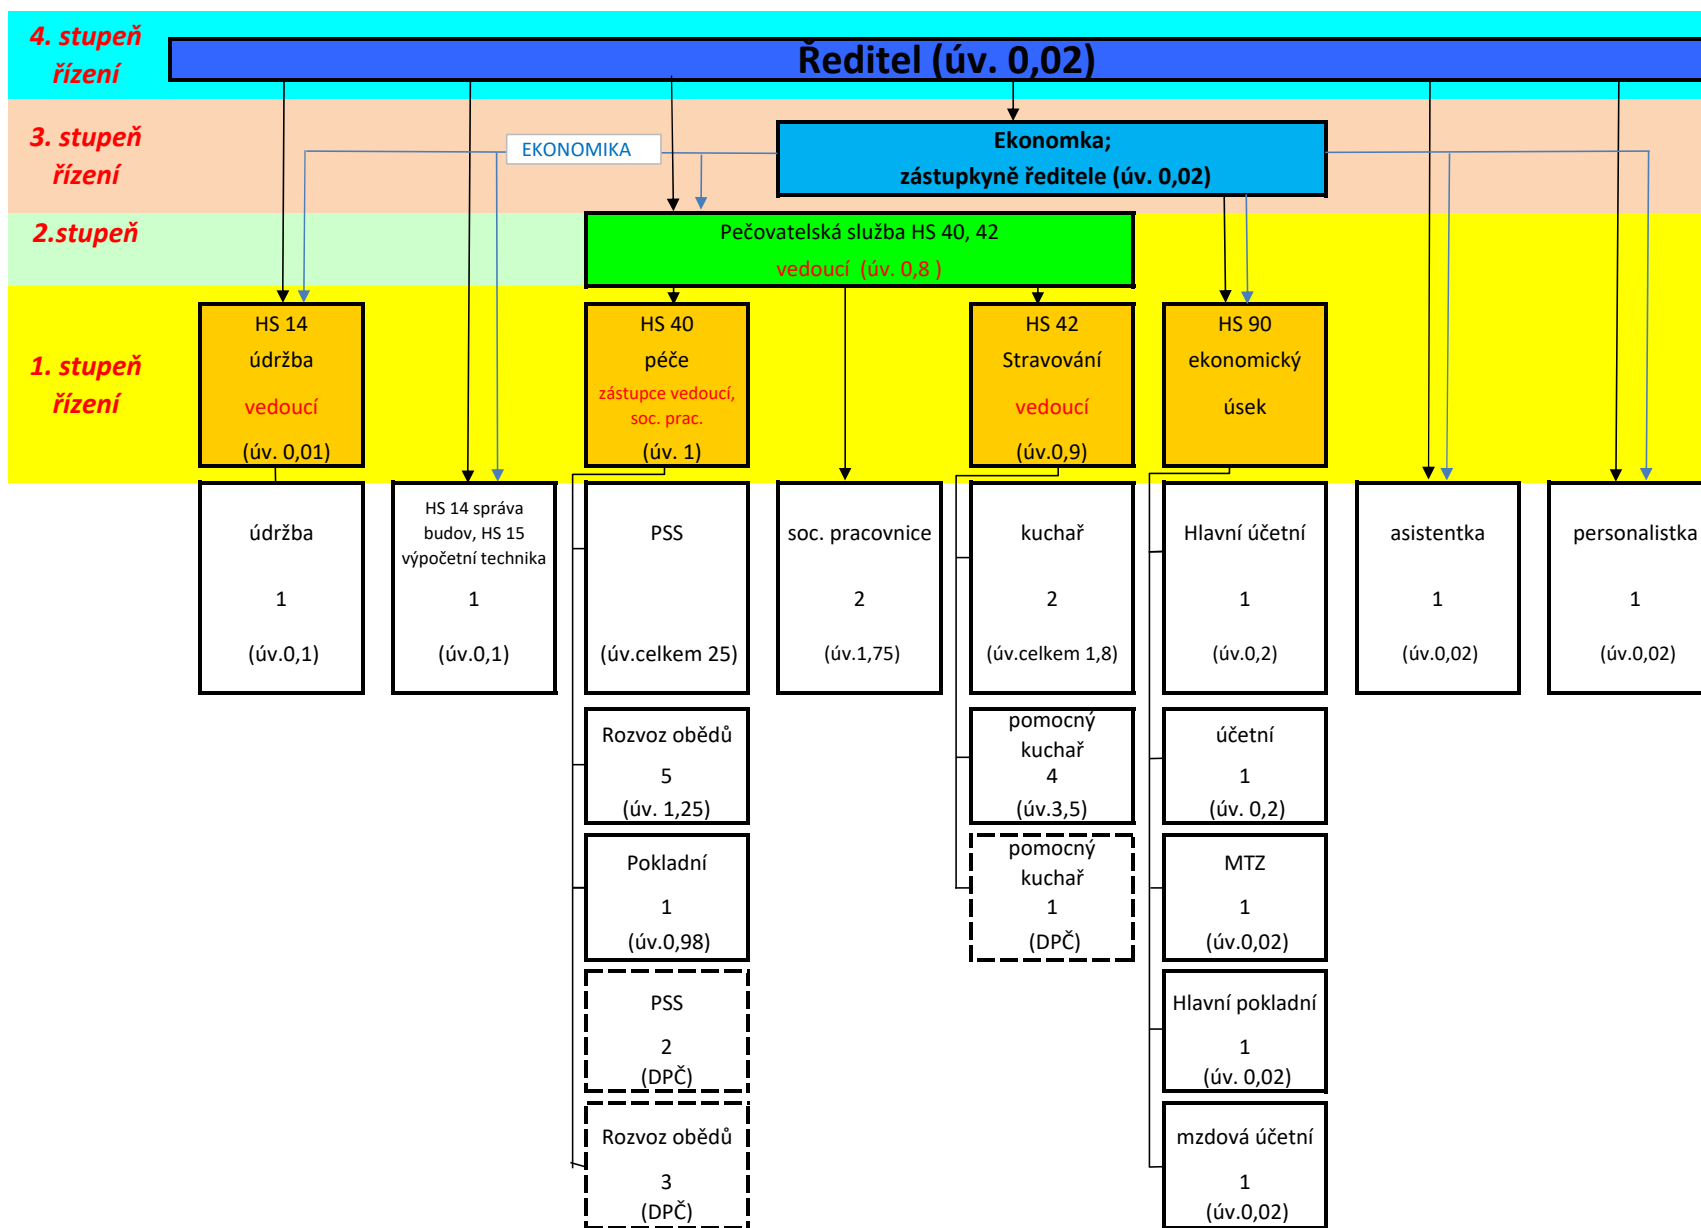 4. stupeň
řízení
Ředitel (úv. 0,02)
3. stupeň
řízení
EKONOMIKA
Ekonomka;
zástupkyně ředitele (úv. 0,02)
2.stupeň
Pečovatelská služba HS 40, 42
vedoucí (úv. 0,8 )
1. stupeň
řízení
HS 14
údržba
vedoucí
(úv. 0,01)
HS 40
péče
zástupce vedoucí,
soc. prac.
(úv. 1)
HS 42
Stravování
vedoucí
(úv.0,9)
HS 90
ekonomický
úsek
údržba
1
(úv.0,1)
HS 14 správa
budov, HS 15
výpočetní technika
1
(úv.0,1)
PSS
(úv.celkem 25)
soc. pracovnice
2
(úv.1,75)
kuchař
2
(úv.celkem 1,8)
Hlavní účetní
1
(úv.0,2)
asistentka
1
(úv.0,02)
personalistka
1
(úv.0,02)
Rozvoz obědů
5
(úv. 1,25)
pomocný
kuchař
4
(úv.3,5)
účetní
1
(úv. 0,2)
Pokladní
1
(úv.0,98)
pomocný
kuchař
1
(DPČ)
MTZ
1
(úv.0,02)
PSS
2
(DPČ)
Hlavní pokladní
1
(úv. 0,02)
Rozvoz obědů
3
(DPČ)
mzdová účetní
1
(úv.0,02)